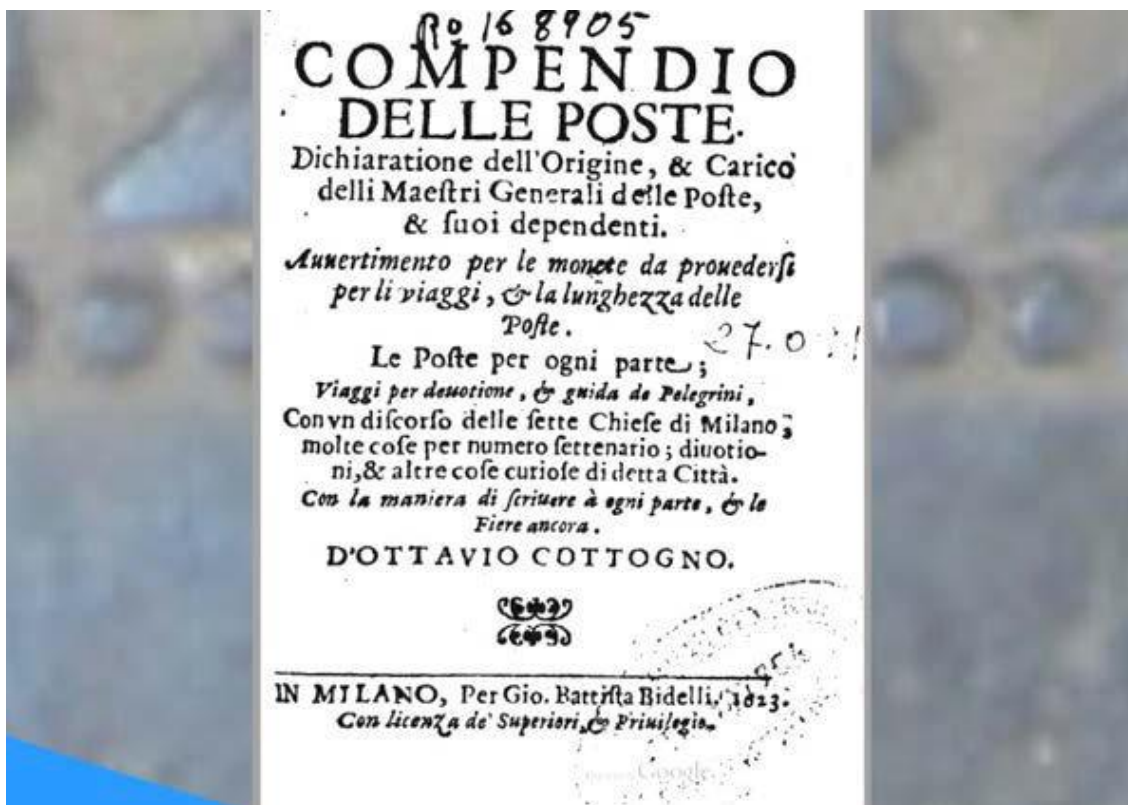 Ro 168905
COMPENDIO
DELLE POSTE.
Dichiaratione dell'Origine, & Carico
delli Maeſtri Generali delle Poſte,
& ſuoi dependenti.
Auuertimento per le monete da prouederſi
per li viaggi, & la lunghezza delle
Poſte.
27.0
Le Poſte per ogni parte;
Viaggi per deuotione, & guida de Pelegrini,
Con vn diſcorſo delle ſette Chieſe di Milano;
molte coſe per numero ſettenario; diuotio-
ni, & altre coſe curioſe di detta Città.
Con la maniera di ſcriuere à ogni parte, & le
Fiere ancora.
D'OTTAVIO COTTOGNO.
IN MILANO, Per Gio. Battiſta Bidelli. 1623.
Con licenza de' Superiori, & Priuilegio.
Google